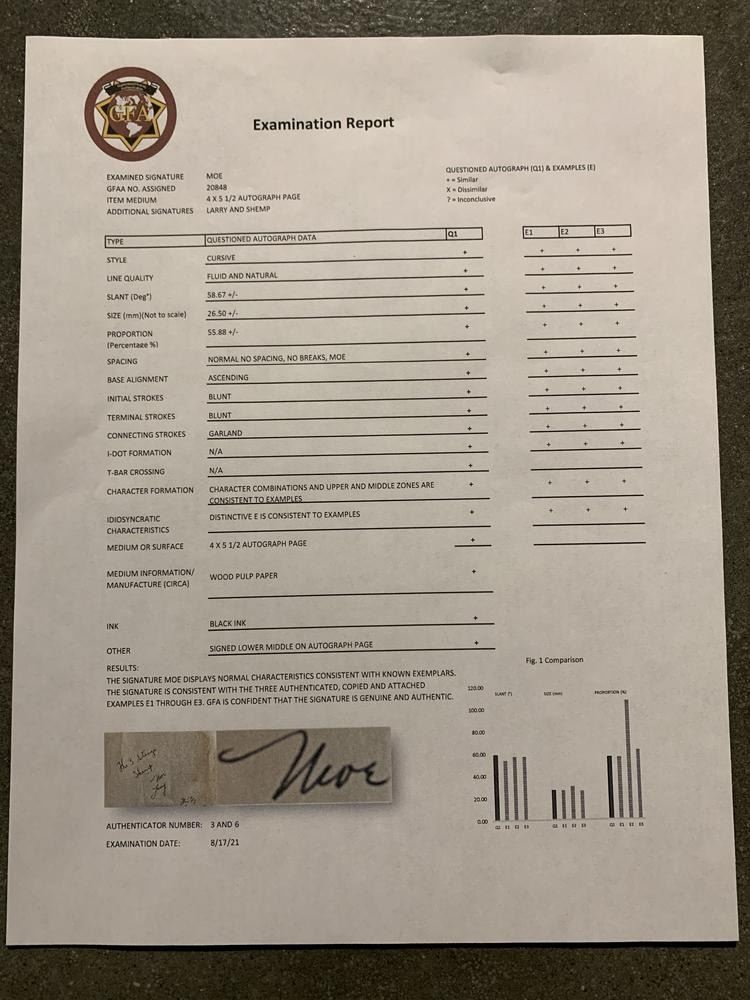 GFA
Examination Report
EXAMINED SIGNATURE MOE
GFAA NO. ASSIGNED 20848
ITEM MEDIUM 4 X 5 1/2 AUTOGRAPH PAGE
ADDITIONAL SIGNATURES LARRY AND SHEMP
QUESTIONED AUTOGRAPH (Q1) & EXAMPLES (E)
+ = Similar
X = Dissimilar
? = Inconclusive
TYPE QUESTIONED AUTOGRAPH DATA Q1 E1 E2 E3
STYLE CURSIVE + + + +
LINE QUALITY FLUID AND NATURAL + + + +
SLANT (Deg°) 58.67 +/- + + + +
SIZE (mm)(Not to scale) 26.50 +/- + + + +
PROPORTION 55.88 +/- + + + +
(Percentage %)
SPACING NORMAL NO SPACING, NO BREAKS, MOE + + + +
BASE ALIGNMENT ASCENDING + + + +
INITIAL STROKES BLUNT + + + +
TERMINAL STROKES BLUNT + + + +
CONNECTING STROKES GARLAND + + + +
I-DOT FORMATION N/A + + + +
T-BAR CROSSING N/A +
CHARACTER FORMATION CHARACTER COMBINATIONS AND UPPER AND MIDDLE ZONES ARE + + + +
CONSISTENT TO EXAMPLES
IDIOSYNCRATIC DISTINCTIVE E IS CONSISTENT TO EXAMPLES + + + +
CHARACTERISTICS
MEDIUM OR SURFACE 4 X 5 1/2 AUTOGRAPH PAGE +
MEDIUM INFORMATION/ WOOD PULP PAPER +
MANUFACTURE (CIRCA)
INK BLACK INK +
OTHER SIGNED LOWER MIDDLE ON AUTOGRAPH PAGE +
RESULTS:
THE SIGNATURE MOE DISPLAYS NORMAL CHARACTERISTICS CONSISTENT WITH KNOWN EXEMPLARS.
THE SIGNATURE IS CONSISTENT WITH THE THREE AUTHENTICATED, COPIED AND ATTACHED
EXAMPLES E1 THROUGH E3. GFA IS CONFIDENT THAT THE SIGNATURE IS GENUINE AND AUTHENTIC.
The 3 Stooges
Shemp
Moe
Larry
Moe
AUTHENTICATOR NUMBER: 3 AND 6
EXAMINATION DATE: 8/17/21
Fig. 1 Comparison
SLANT (°) SIZE (mm) PROPORTION (%)
120.00
100.00
80.00
60.00
40.00
20.00
0.00
Q1 E1 E2 E3 Q1 E1 E2 E3 Q1 E1 E2 E3